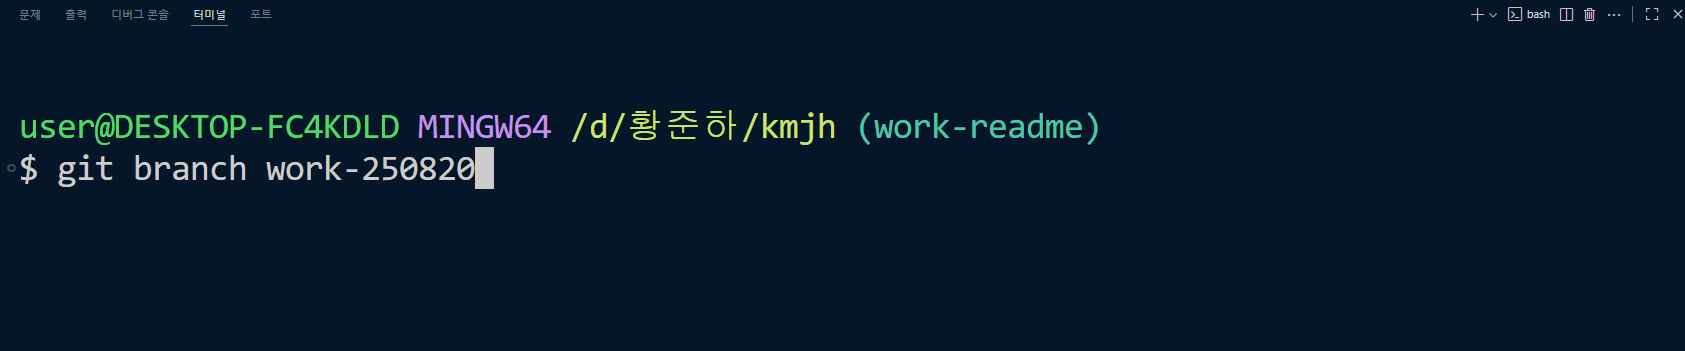 문제 출력 디버그 콘솔 터미널 포트 bash
user@DESKTOP-FC4KDLD MINGW64 /d/황준하/kmjh (work-readme)
$ git branch work-250820